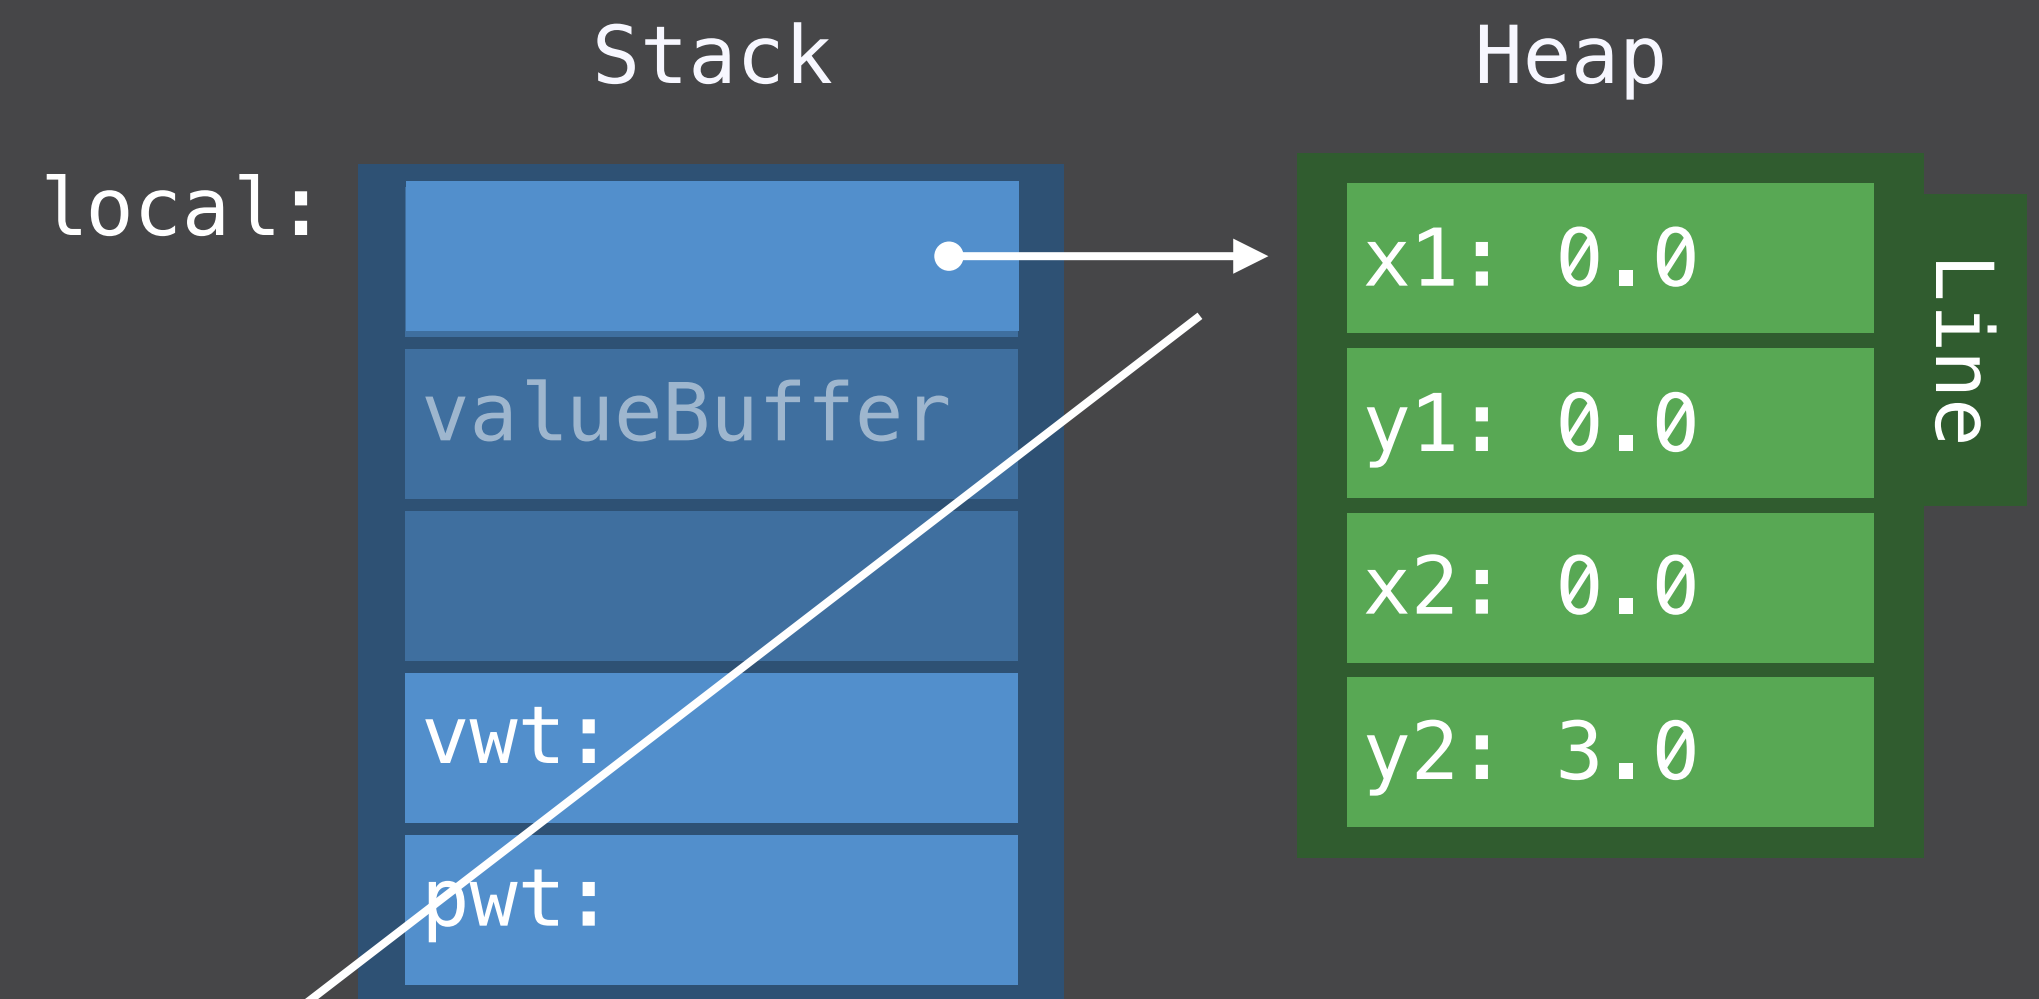 Stack
Heap
local:
valueBuffer
vwt:
pwt:
x1: 0.0
y1: 0.0
x2: 0.0
y2: 3.0
Line